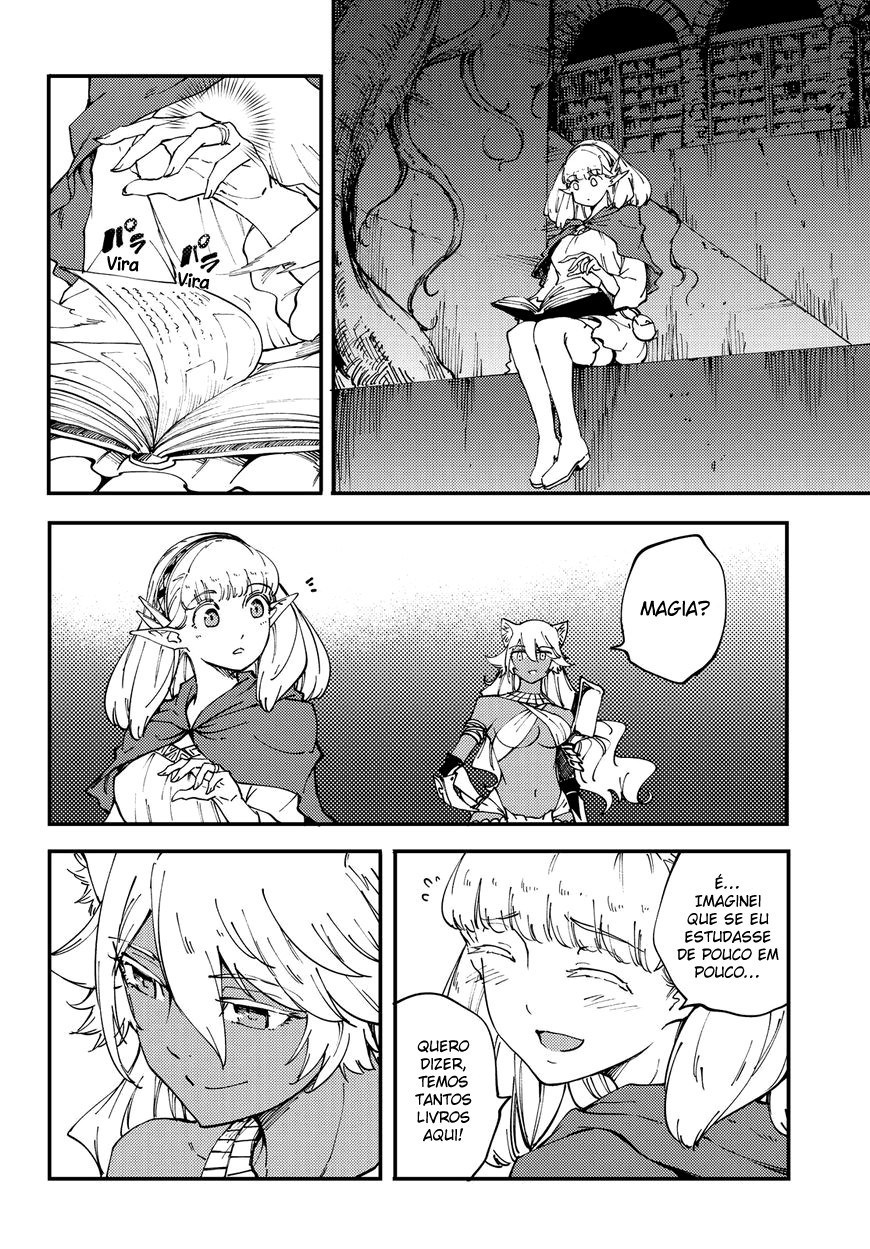 パラ
Vira
パラ
Vira
MAGIA?
É...
IMAGINEI
QUE SE EU
ESTUDASSE
DE POUCO EM
POUCO...
QUERO
DIZER,
TEMOS
TANTOS
LIVROS
AQUI!